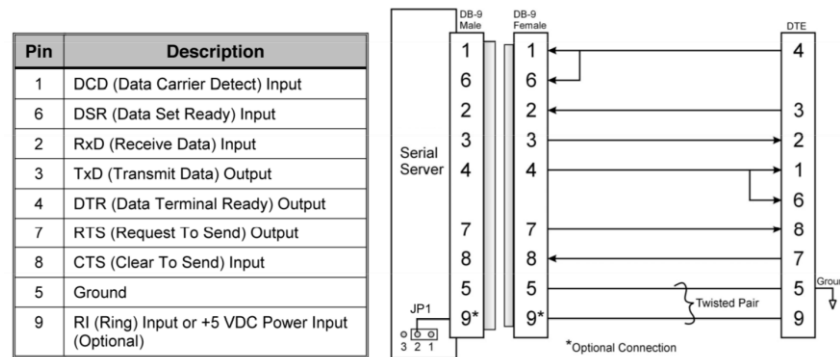 Pin Description
1 DCD (Data Carrier Detect) Input
6 DSR (Data Set Ready) Input
2 RxD (Receive Data) Input
3 TxD (Transmit Data) Output
4 DTR (Data Terminal Ready) Output
7 RTS (Request To Send) Output
8 CTS (Clear To Send) Input
5 Ground
9 RI (Ring) Input or +5 VDC Power Input
(Optional)
DB-9 DB-9
Male Female DTE
1 1 4
6 6
2 2 3
3 3 2
Serial
Server
4 4 1
6
7 7 8
8 8 7
5 5 5
Twisted Pair
JP1
9* 9* 9
3 2 1
*Optional Connection